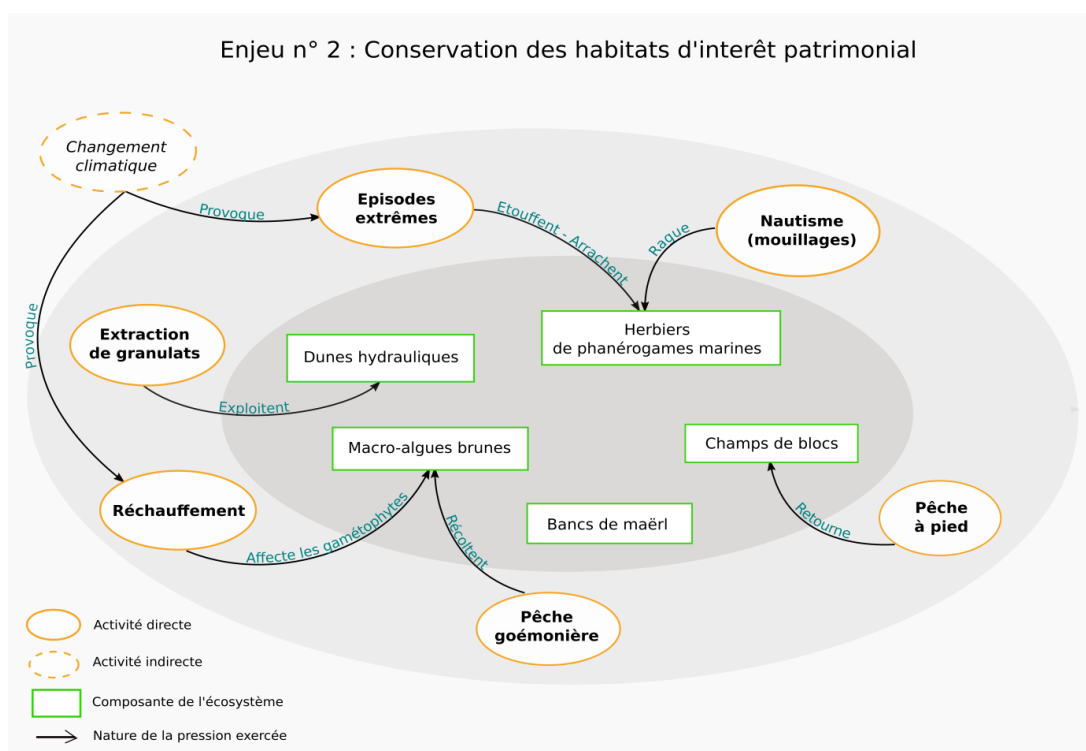 Enjeu n° 2 : Conservation des habitats d'interêt patrimonial
Changement
climatique
Provoque
Episodes
extrêmes
Etouffent - Arrachent
Raque
Nautisme
(mouillages)
Provoque
Extraction
de granulats
Exploitent
Dunes hydrauliques
Herbiers
de phanérogames marines
Macro-algues brunes
Champs de blocs
Réchauffement
Affecte les gamétophytes
Récoltent
Bancs de maërl
Retourne
Pêche
à pied
Pêche
goémonière
Activité directe
Activité indirecte
Composante de l'écosystème
Nature de la pression exercée